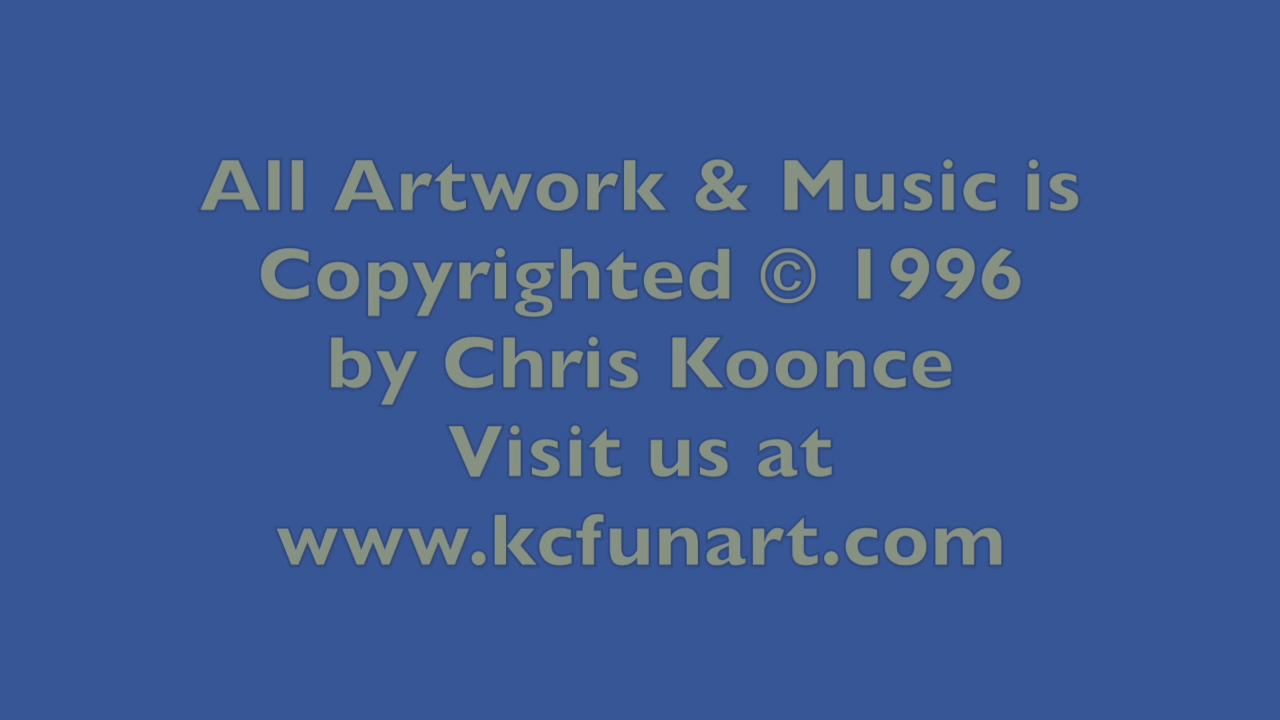 All Artwork & Music is
Copyrighted © 1996
by Chris Koonce
Visit us at
www.kcfunart.com